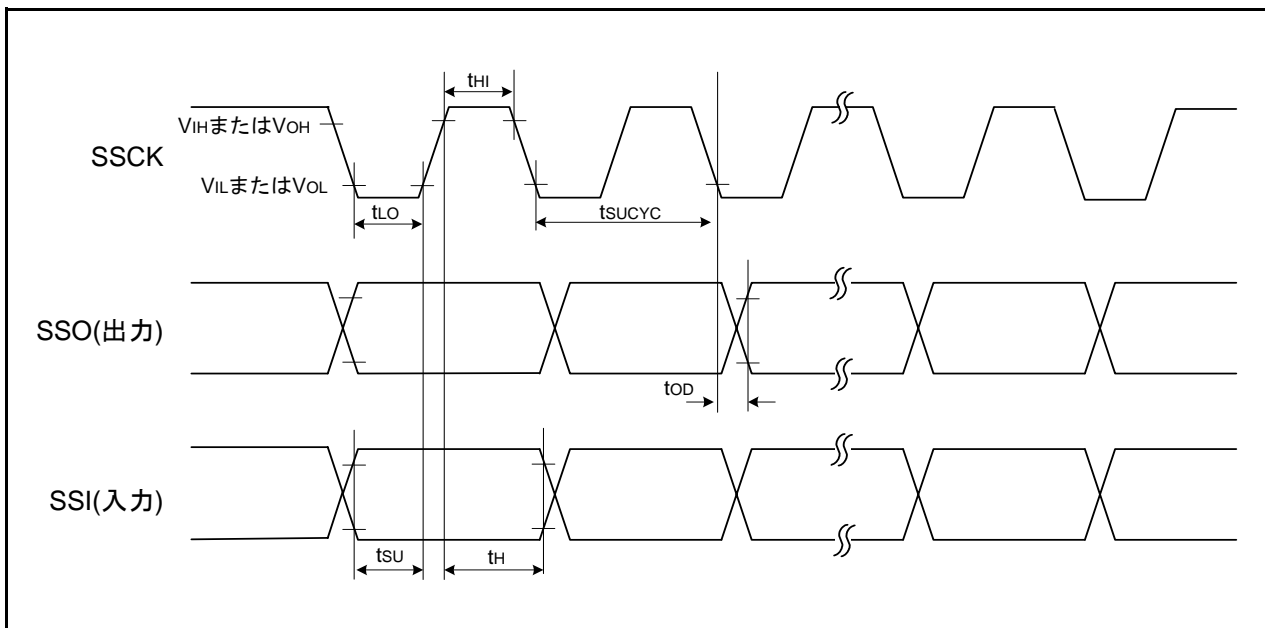 tHI
VIHまたはVOH
SSCK
VILまたはVOL
tLO
tSUCYC
SSO(出力)
tOD
SSI(入力)
tSU
tH